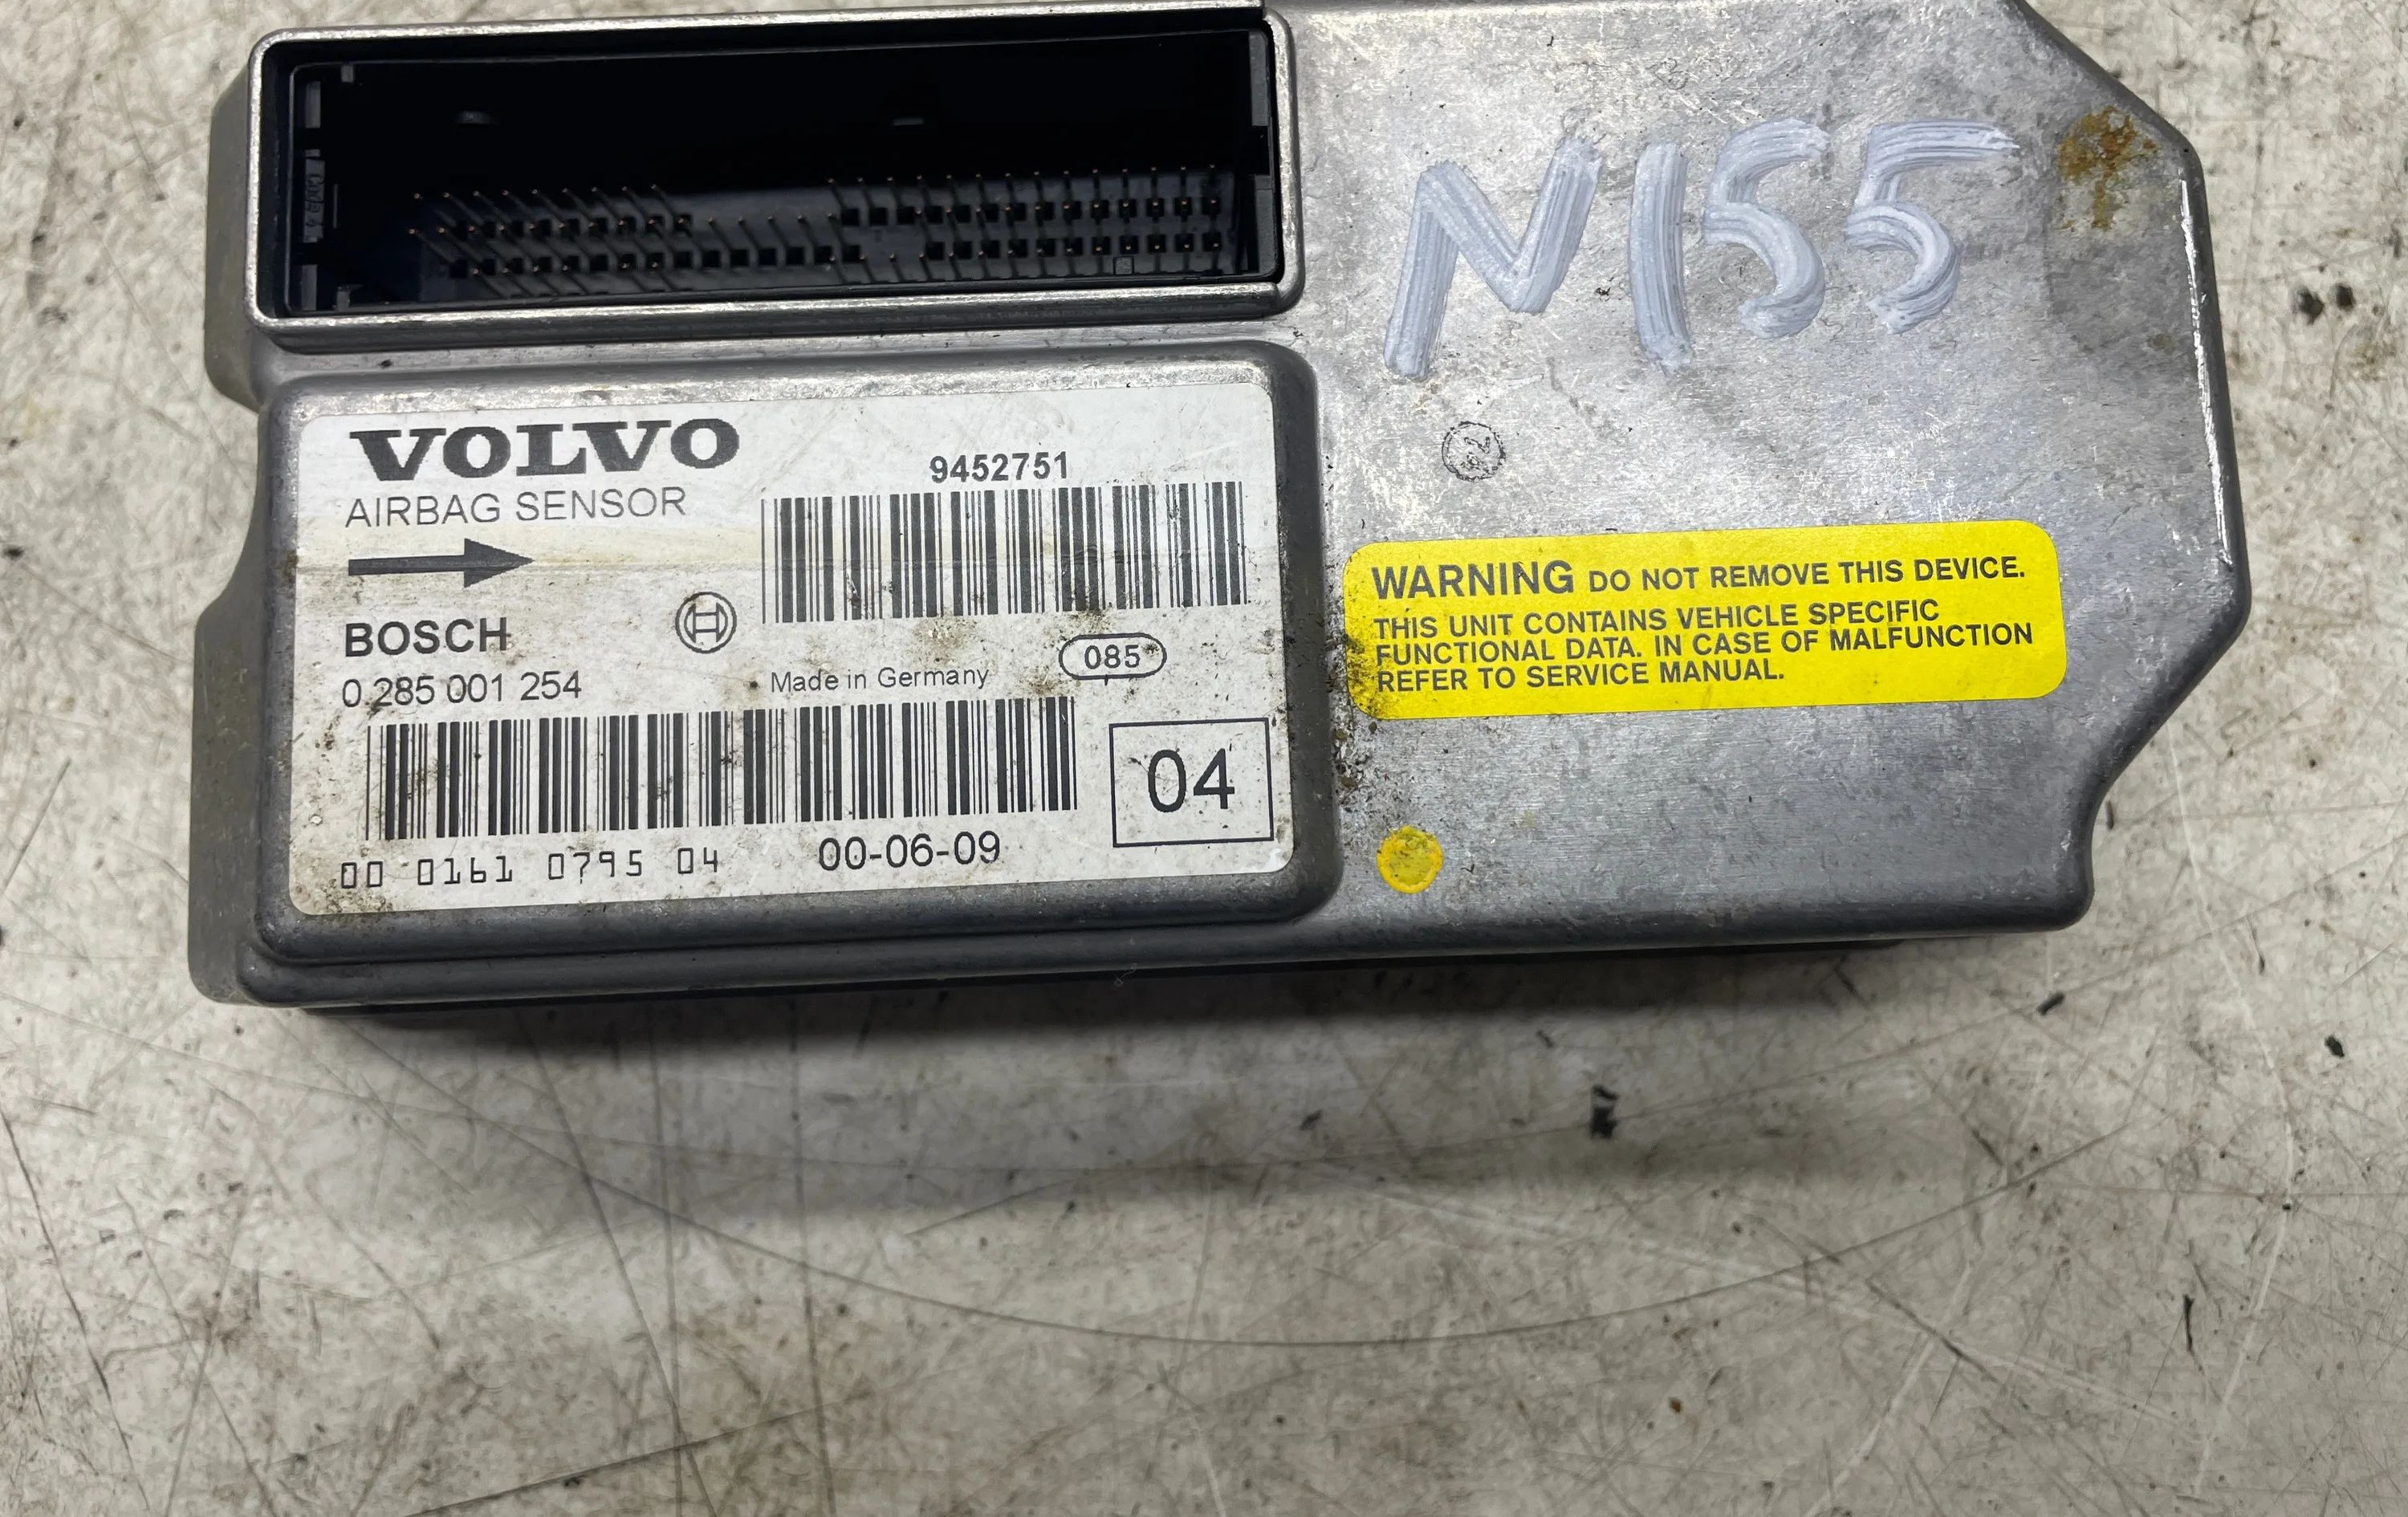 N155
VOLVO
9452751
AIRBAG SENSOR
BOSCH
085
0 285 001 254
Made in Germany
04
00 0161 0795 04
00-06-09
WARNING DO NOT REMOVE THIS DEVICE.
THIS UNIT CONTAINS VEHICLE SPECIFIC
FUNCTIONAL DATA. IN CASE OF MALFUNCTION
REFER TO SERVICE MANUAL.